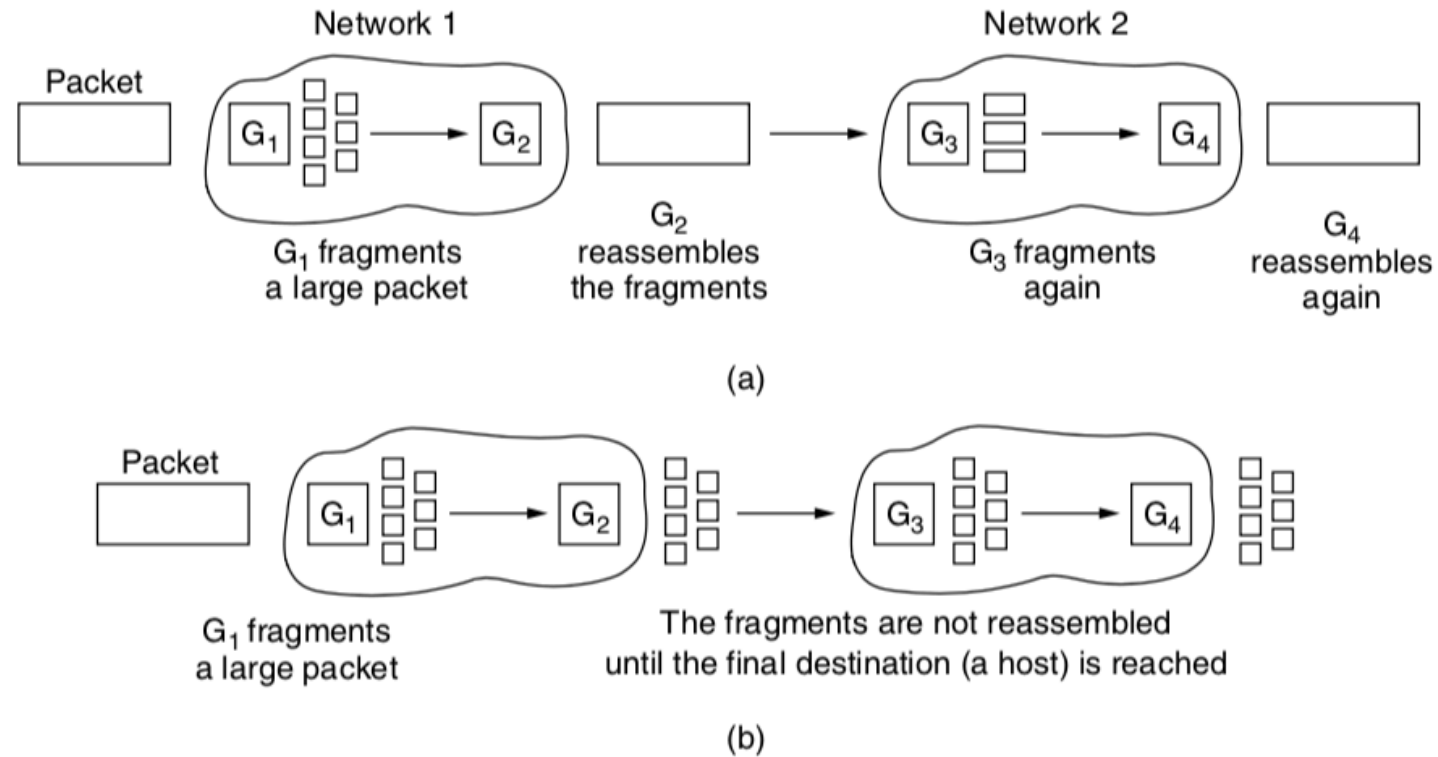 Network 1
Network 2
Packet
G₁
G₂
G₃
G₄
G₁ fragments
a large packet
G₂
reassembles
the fragments
G₃ fragments
again
G₄
reassembles
again
(a)
Packet
G₁
G₂
G₃
G₄
G₁ fragments
a large packet
The fragments are not reassembled
until the final destination (a host) is reached
(b)